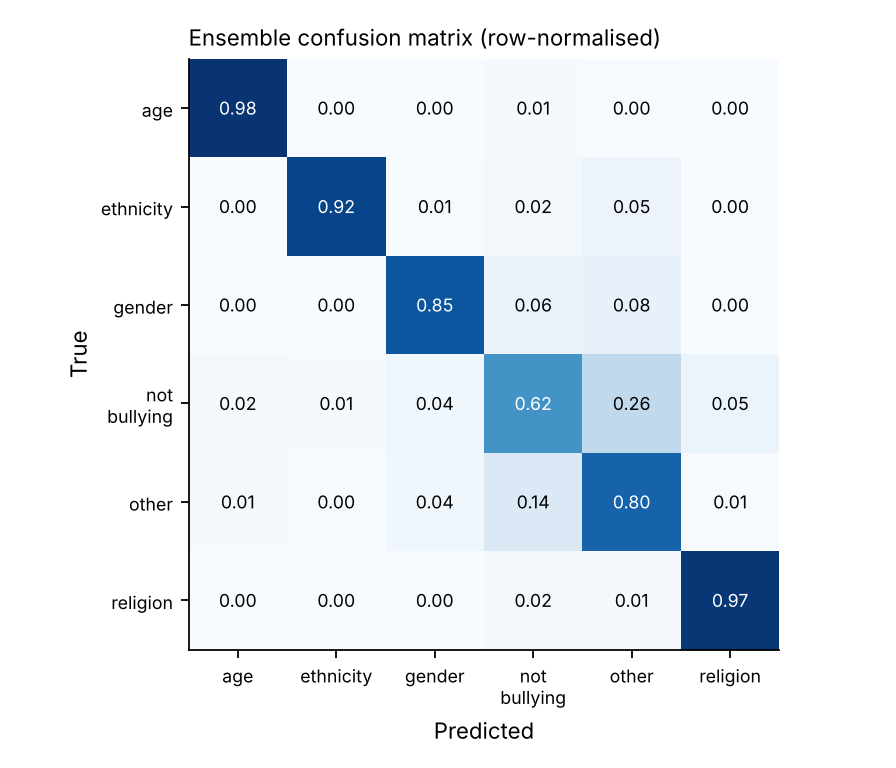 Ensemble confusion matrix (row-normalised)
age 0.98 0.00 0.00 0.01 0.00 0.00
ethnicity 0.00 0.92 0.01 0.02 0.05 0.00
gender 0.00 0.00 0.85 0.06 0.08 0.00
True
not
bullying 0.02 0.01 0.04 0.62 0.26 0.05
other 0.01 0.00 0.04 0.14 0.80 0.01
religion 0.00 0.00 0.00 0.02 0.01 0.97
age ethnicity gender not other religion
bullying
Predicted